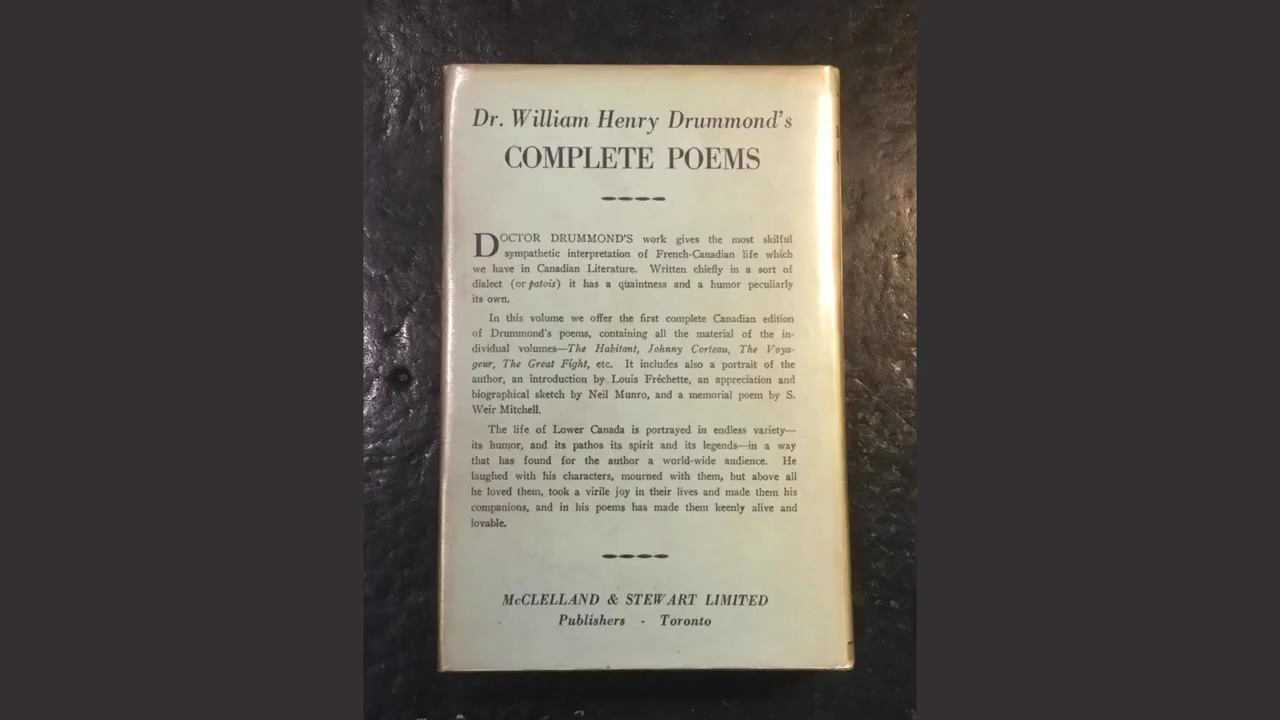 Dr. William Henry Drummond's
COMPLETE POEMS
DOCTOR DRUMMOND'S work gives the most skilful
sympathetic interpretation of French-Canadian life which
we have in Canadian Literature. Written chiefly in a sort of
dialect (or patois) it has a quaintness and a humor peculiarly
its own.
In this volume we offer the first complete Canadian edition
of Drummond's poems, containing all the material of the in-
dividual volumes—The Habitant, Johnny Corteau, The Voya-
geur, The Great Fight, etc. It includes also a portrait of the
author, an introduction by Louis Fréchette, an appreciation and
biographical sketch by Neil Munro, and a memorial poem by S.
Weir Mitchell.
The life of Lower Canada is portrayed in endless variety—
its humor, and its pathos its spirit and its legends—in a way
that has found for the author a world-wide audience. He
laughed with his characters, mourned with them, but above all
he loved them, took a virile joy in their lives and made them his
companions, and in his poems has made them keenly alive and
lovable.
McCLELLAND & STEWART LIMITED
Publishers - Toronto